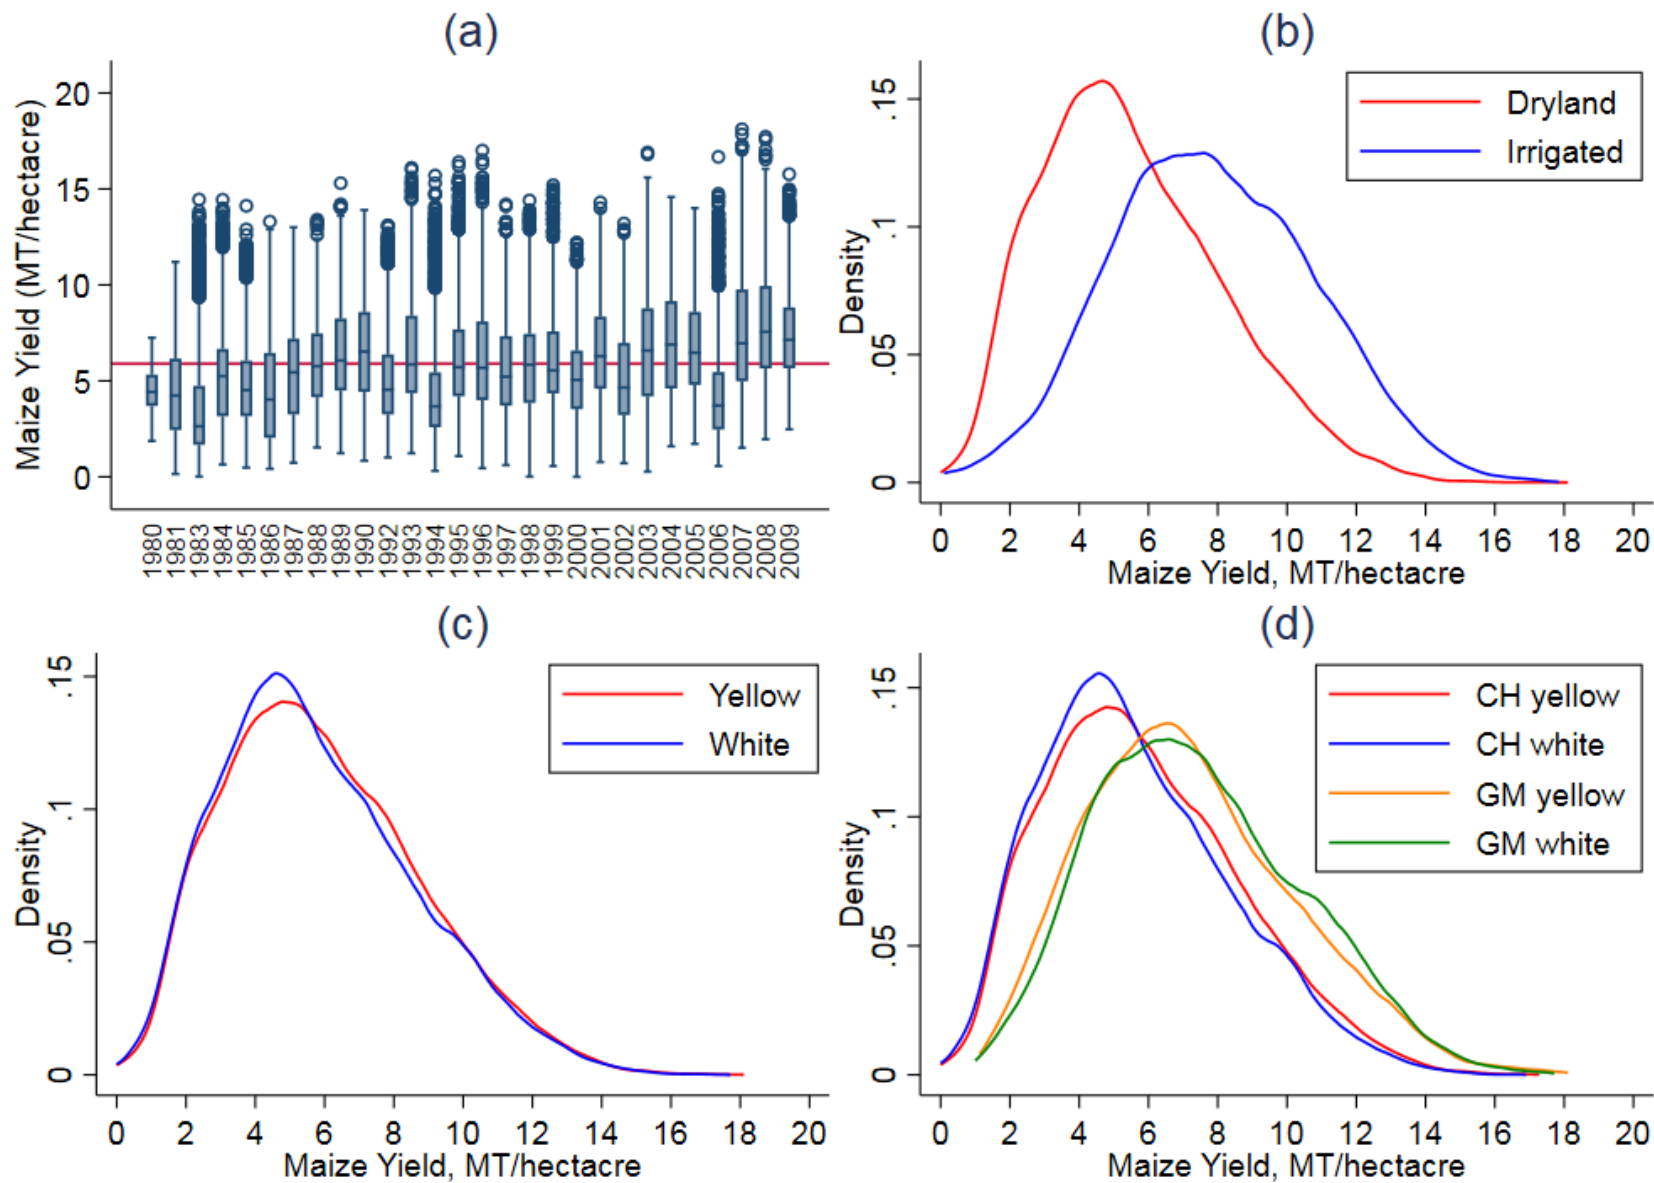 (a)
Maize Yield (MT/hectacre)
20
15
10
5
0
1980
1981
1983
1984
1985
1986
1987
1988
1989
1990
1992
1993
1994
1995
1996
1997
1998
1999
2000
2001
2002
2003
2004
2005
2006
2007
2008
2009
(b)
Dryland
Irrigated
Density
.15
.1
.05
0
0 2 4 6 8 10 12 14 16 18 20
Maize Yield, MT/hectacre
(c)
Yellow
White
Density
.15
.1
.05
0
0 2 4 6 8 10 12 14 16 18 20
Maize Yield, MT/hectacre
(d)
CH yellow
CH white
GM yellow
GM white
Density
.15
.1
.05
0
0 2 4 6 8 10 12 14 16 18 20
Maize Yield, MT/hectacre